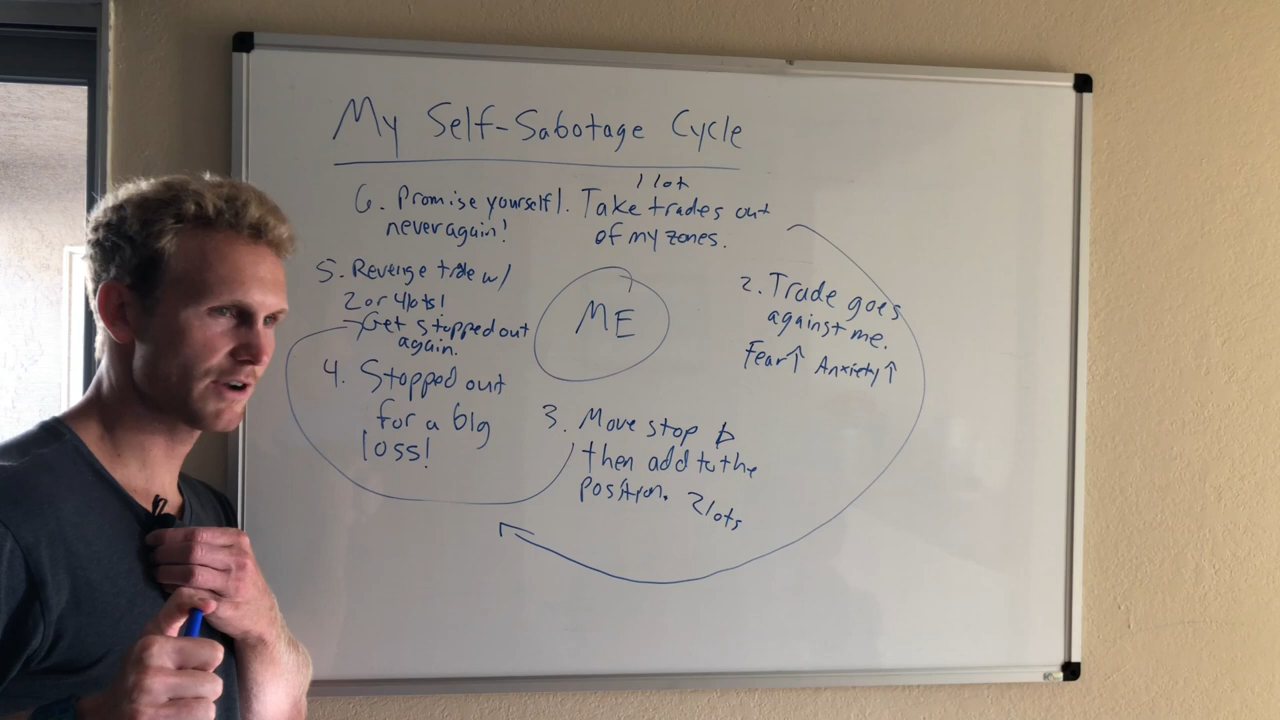 My Self-Sabotage Cycle
1 lot
1. Take trades out
of my zones.
2. Trade goes
against me.
Fear↑ Anxiety↑
3. Move stop &
then add to the
position. 2 lots
4. Stopped out
for a big
loss!
5. Revenge trade w/
2 or 4 lots!
→Get stopped out
again.
6. Promise yourself
never again!
ME